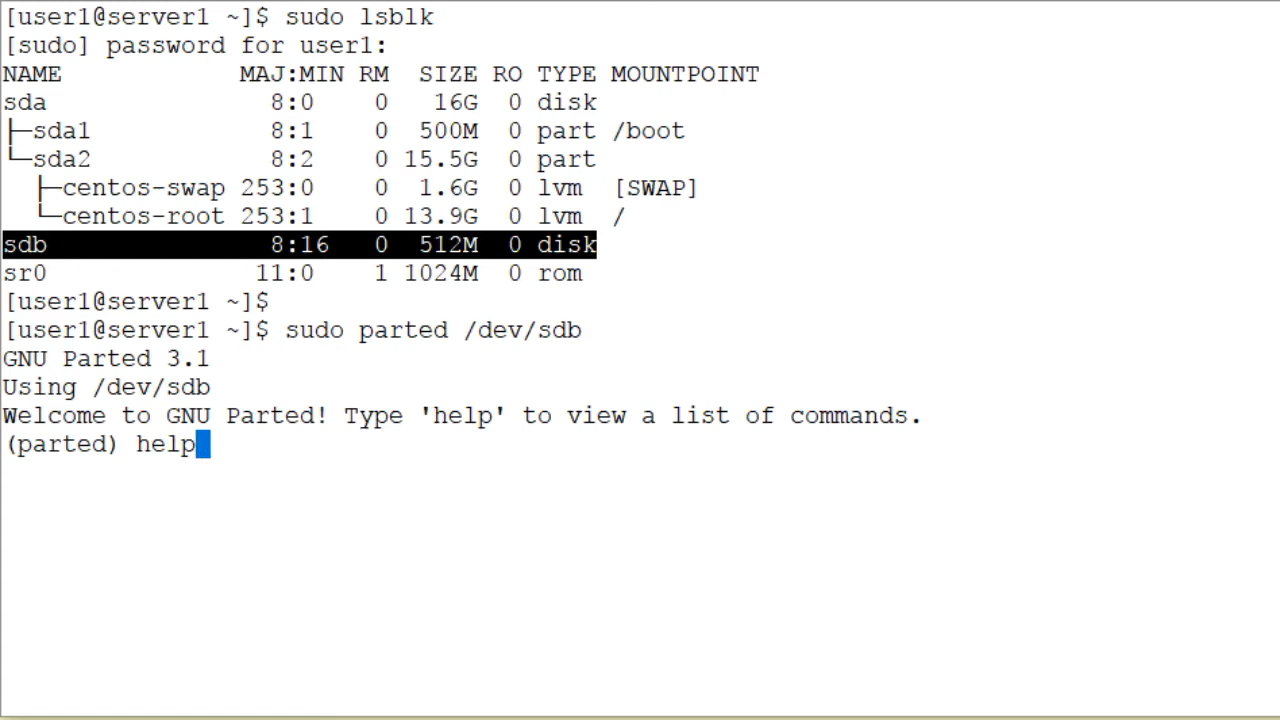 [user1@server1 ~]$ sudo lsblk
[sudo] password for user1:
NAME            MAJ:MIN RM   SIZE RO TYPE MOUNTPOINT
sda               8:0    0    16G  0 disk
├─sda1            8:1    0   500M  0 part /boot
└─sda2            8:2    0  15.5G  0 part
  ├─centos-swap 253:0    0   1.6G  0 lvm  [SWAP]
  └─centos-root 253:1    0  13.9G  0 lvm  /
sdb               8:16   0   512M  0 disk
sr0              11:0    1  1024M  0 rom
[user1@server1 ~]$
[user1@server1 ~]$ sudo parted /dev/sdb
GNU Parted 3.1
Using /dev/sdb
Welcome to GNU Parted! Type 'help' to view a list of commands.
(parted) help